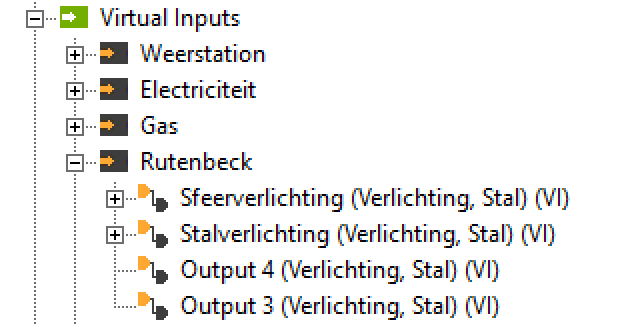 Virtual Inputs
Weerstation
Electriciteit
Gas
Rutenbeck
Sfeerverlichting (Verlichting, Stal) (VI)
Stalverlichting (Verlichting, Stal) (VI)
Output 4 (Verlichting, Stal) (VI)
Output 3 (Verlichting, Stal) (VI)